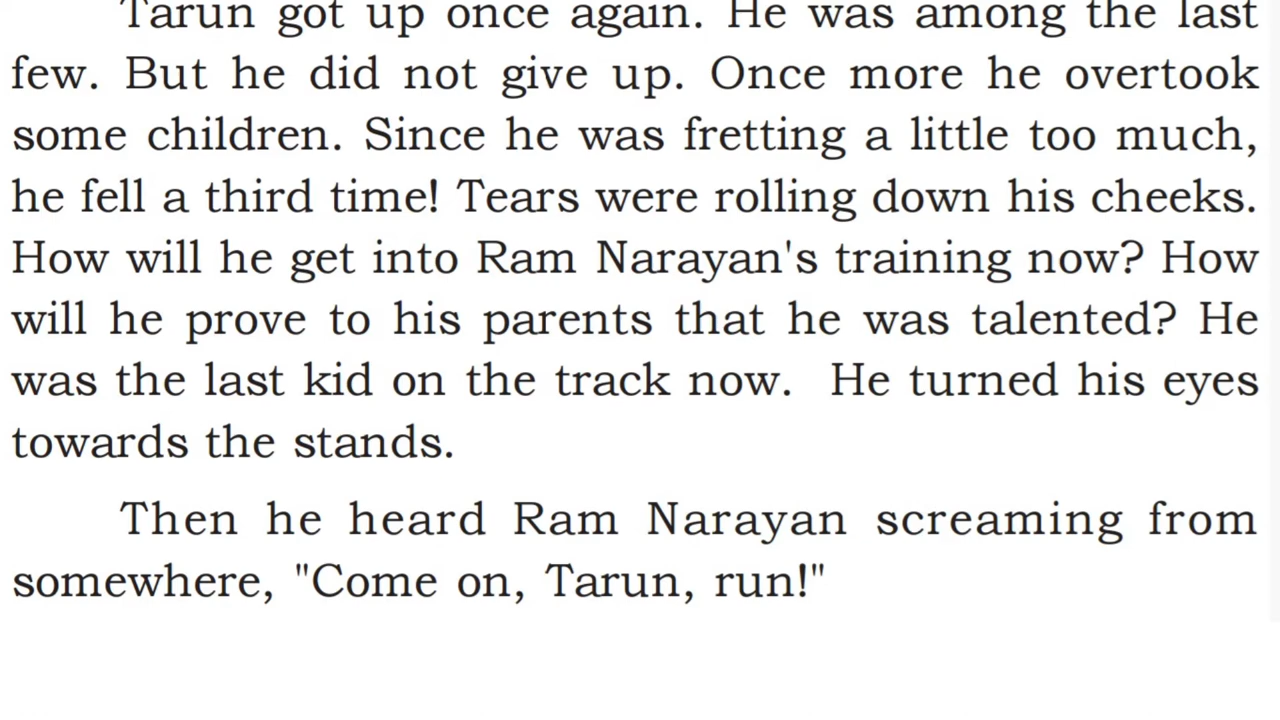 Tarun got up once again. He was among the last
few. But he did not give up. Once more he overtook
some children. Since he was fretting a little too much,
he fell a third time! Tears were rolling down his cheeks.
How will he get into Ram Narayan's training now? How
will he prove to his parents that he was talented? He
was the last kid on the track now. He turned his eyes
towards the stands.
Then he heard Ram Narayan screaming from
somewhere, "Come on, Tarun, run!"